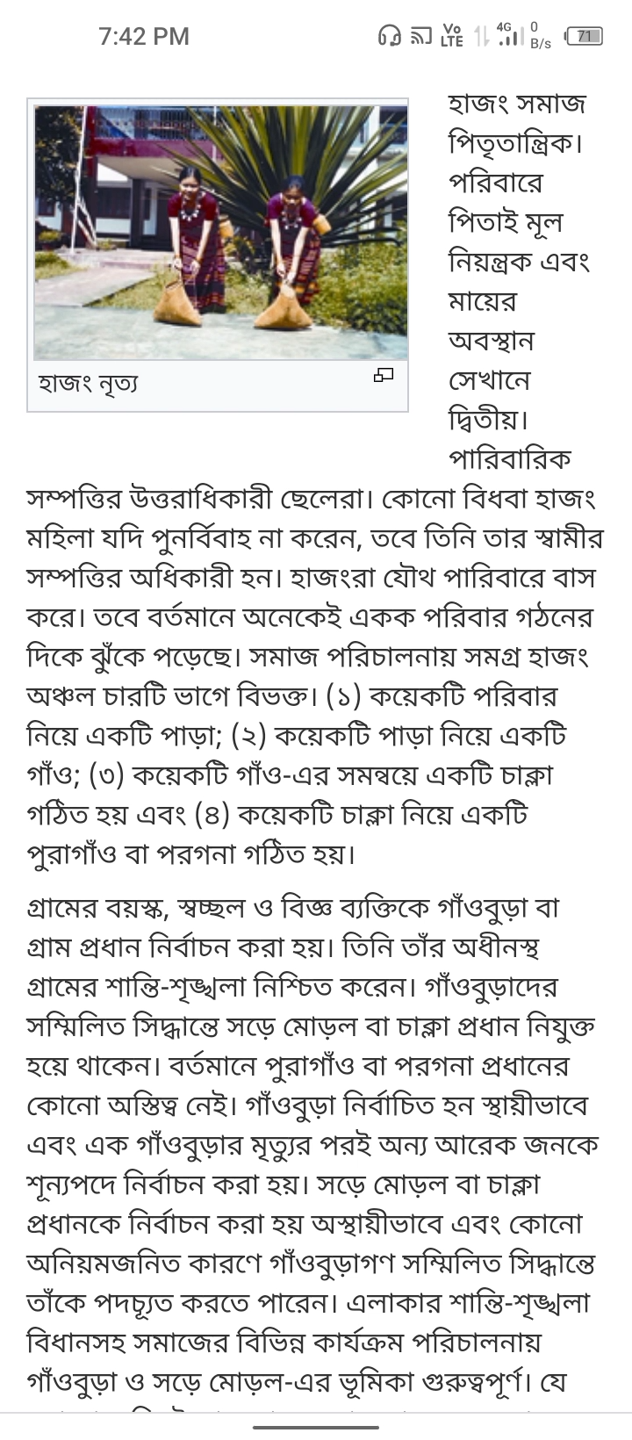 7:42 PM
Vo LTE 4G 0 B/s 71
হাজং সমাজ
পিতৃতান্ত্রিক।
পরিবারে
পিতাই মূল
নিয়ন্ত্রক এবং
মায়ের
অবস্থান
সেখানে
দ্বিতীয়।
পারিবারিক
হাজং নৃত্য
সম্পত্তির উত্তরাধিকারী ছেলেরা। কোনো বিধবা হাজং
মহিলা যদি পুনর্বিবাহ না করেন, তবে তিনি তার স্বামীর
সম্পত্তির অধিকারী হন। হাজংরা যৌথ পারিবারে বাস
করে। তবে বর্তমানে অনেকেই একক পরিবার গঠনের
দিকে ঝুঁকে পড়েছে। সমাজ পরিচালনায় সমগ্র হাজং
অঞ্চল চারটি ভাগে বিভক্ত। (১) কয়েকটি পরিবার
নিয়ে একটি পাড়া; (২) কয়েকটি পাড়া নিয়ে একটি
গাঁও; (৩) কয়েকটি গাঁও-এর সমন্বয়ে একটি চাক্লা
গঠিত হয় এবং (৪) কয়েকটি চাক্লা নিয়ে একটি
পুরাগাঁও বা পরগনা গঠিত হয়।
গ্রামের বয়স্ক, স্বচ্ছল ও বিজ্ঞ ব্যক্তিকে গাঁওবুড়া বা
গ্রাম প্রধান নির্বাচন করা হয়। তিনি তাঁর অধীনস্থ
গ্রামের শান্তি-শৃঙ্খলা নিশ্চিত করেন। গাঁওবুড়াদের
সম্মিলিত সিদ্ধান্তে সড়ে মোড়ল বা চাক্লা প্রধান নিযুক্ত
হয়ে থাকেন। বর্তমানে পুরাগাঁও বা পরগনা প্রধানের
কোনো অস্তিত্ব নেই। গাঁওবুড়া নির্বাচিত হন স্থায়ীভাবে
এবং এক গাঁওবুড়ার মৃত্যুর পরই অন্য আরেক জনকে
শূন্যপদে নির্বাচন করা হয়। সড়ে মোড়ল বা চাক্লা
প্রধানকে নির্বাচন করা হয় অস্থায়ীভাবে এবং কোনো
অনিয়মজনিত কারণে গাঁওবুড়াগণ সম্মিলিত সিদ্ধান্তে
তাঁকে পদচ্যূত করতে পারেন। এলাকার শান্তি-শৃঙ্খলা
বিধানসহ সমাজের বিভিন্ন কার্যক্রম পরিচালনায়
গাঁওবুড়া ও সড়ে মোড়ল-এর ভূমিকা গুরুত্বপূর্ণ। যে